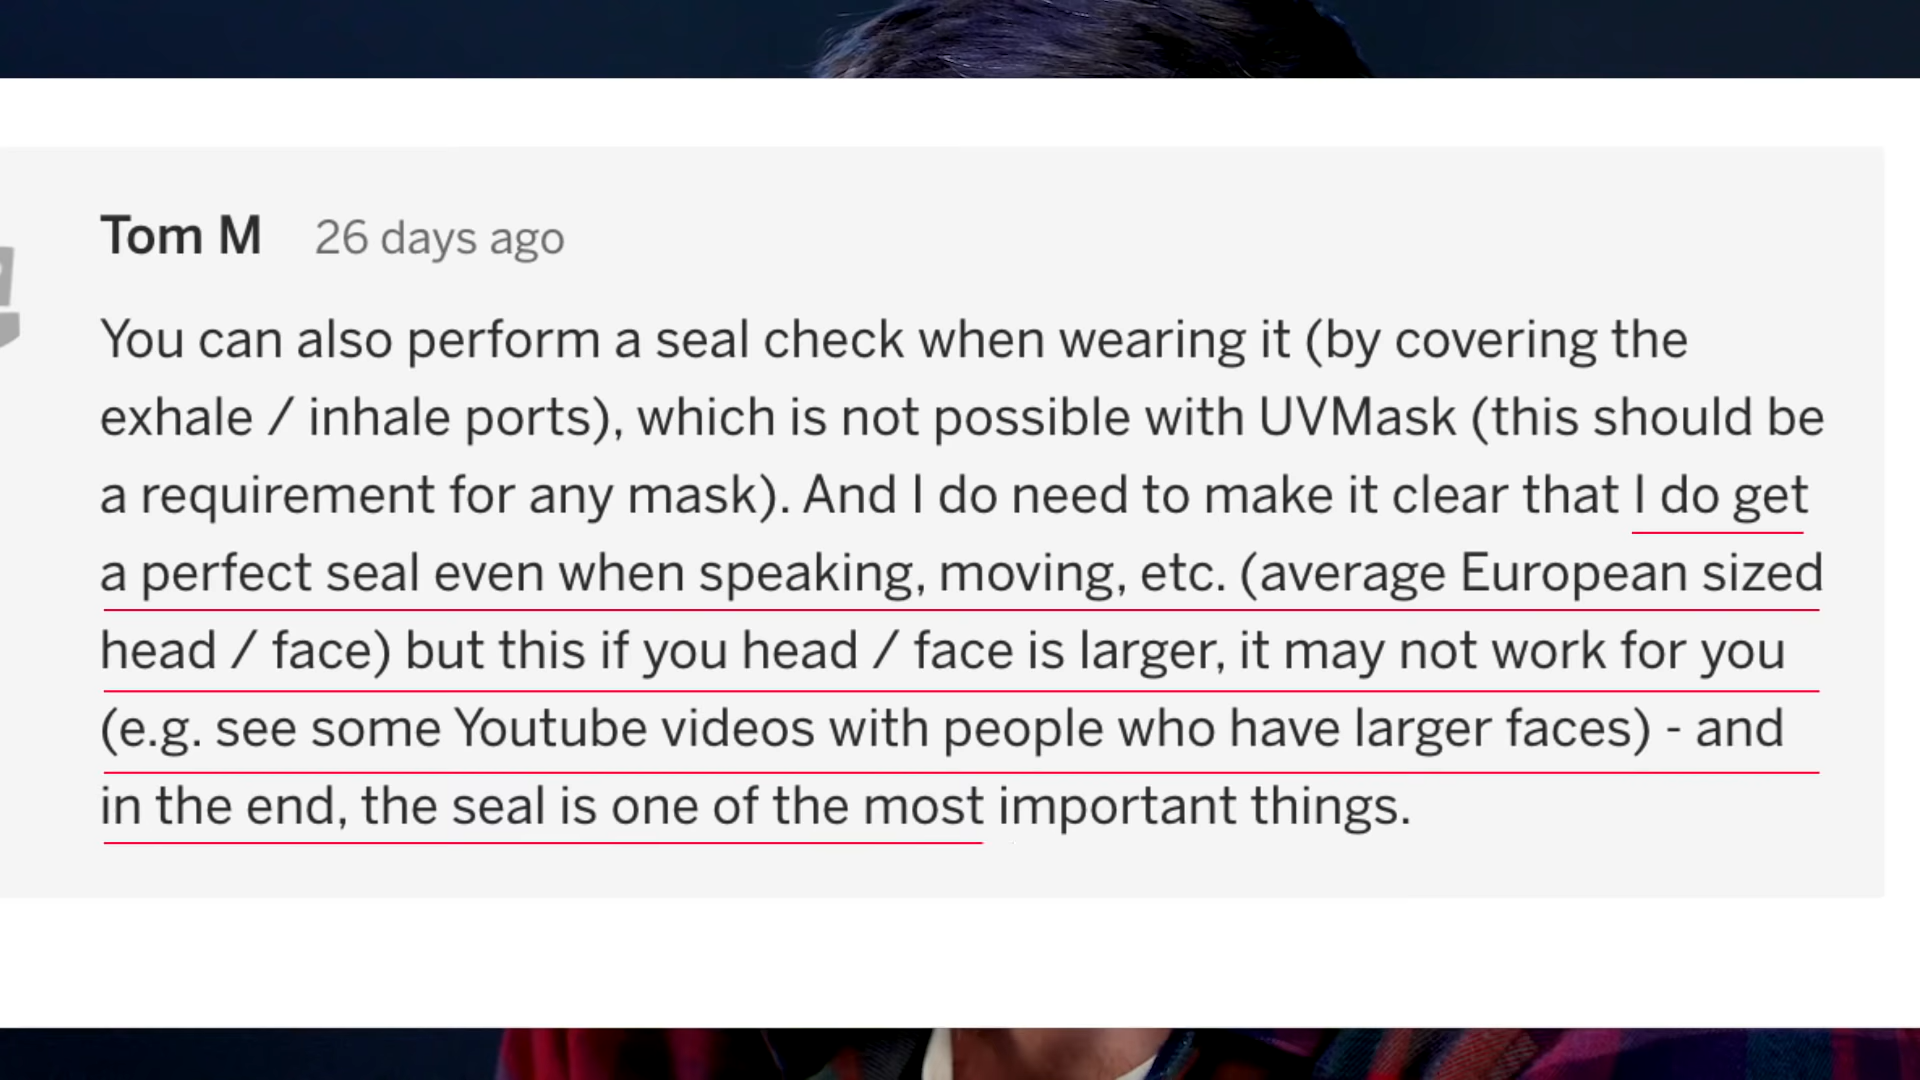 Tom M 26 days ago
You can also perform a seal check when wearing it (by covering the
exhale / inhale ports), which is not possible with UVMask (this should be
a requirement for any mask). And I do need to make it clear that I do get
a perfect seal even when speaking, moving, etc. (average European sized
head / face) but this if you head / face is larger, it may not work for you
(e.g. see some Youtube videos with people who have larger faces) - and
in the end, the seal is one of the most important things.